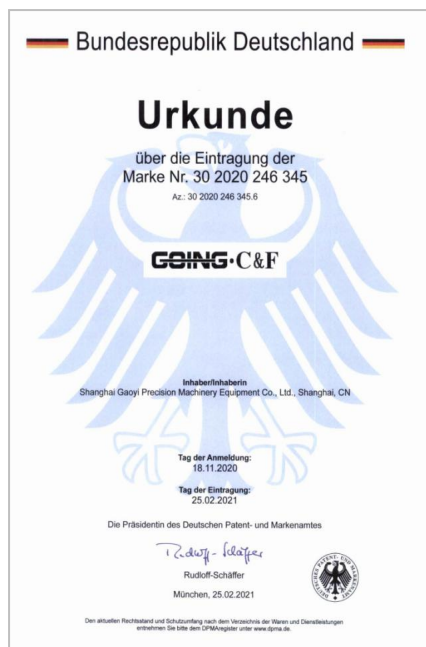 Bundesrepublik Deutschland
Urkunde
über die Eintragung der
Marke Nr. 30 2020 246 345
Az.: 30 2020 246 345.6
GOING·C&F
Inhaber/Inhaberin
Shanghai Gaoyi Precision Machinery Equipment Co., Ltd., Shanghai, CN
Tag der Anmeldung:
18.11.2020
Tag der Eintragung:
25.02.2021
Die Präsidentin des Deutschen Patent- und Markenamtes
Rudloff-Schäffer
Rudloff-Schäffer
München, 25.02.2021
DEUTSCHES PATENT- UND MARKENAMT
Den aktuellen Rechtsstand und Schutzumfang nach dem Verzeichnis der Waren und Dienstleistungen
entnehmen Sie bitte dem DPMAregister unter www.dpma.de.